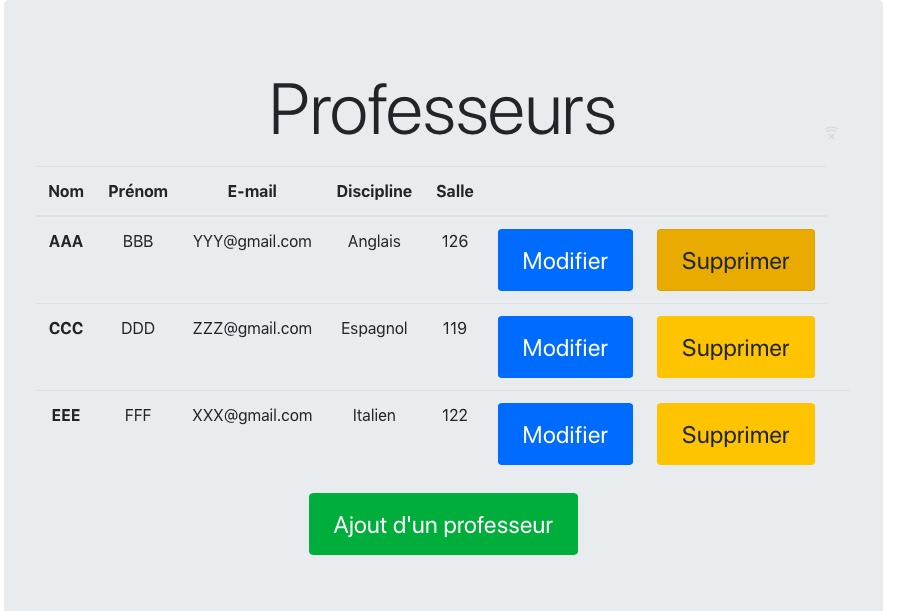 Professeurs
Nom Prénom E-mail Discipline Salle
AAA BBB YYY@gmail.com Anglais 126 Modifier Supprimer
CCC DDD ZZZ@gmail.com Espagnol 119 Modifier Supprimer
EEE FFF XXX@gmail.com Italien 122 Modifier Supprimer
Ajout d'un professeur